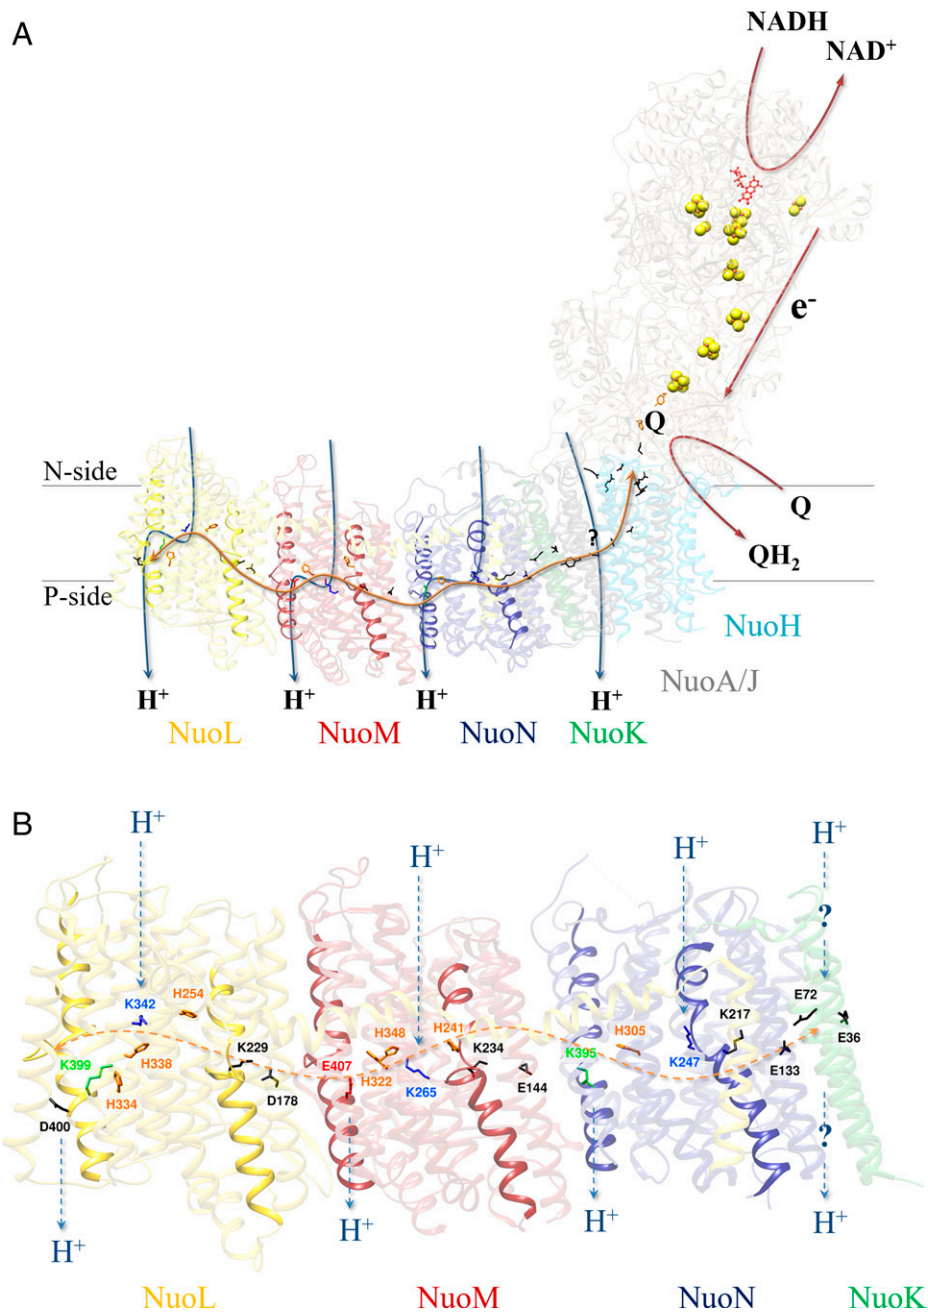 A
NADH
NAD+
e-
Q
N-side
Q
?
QH2
P-side
NuoH
NuoA/J
H+ H+ H+ H+
NuoL NuoM NuoN NuoK
B
H+ H+ H+ H+
?
K342 H254 E72
K217
H348 H241 H305 E36
K399 H338 K229 E407 K234 K395 K247 E133
H322 K265 E144
H334 D178
D400
?
H+ H+ H+ H+
NuoL NuoM NuoN NuoK